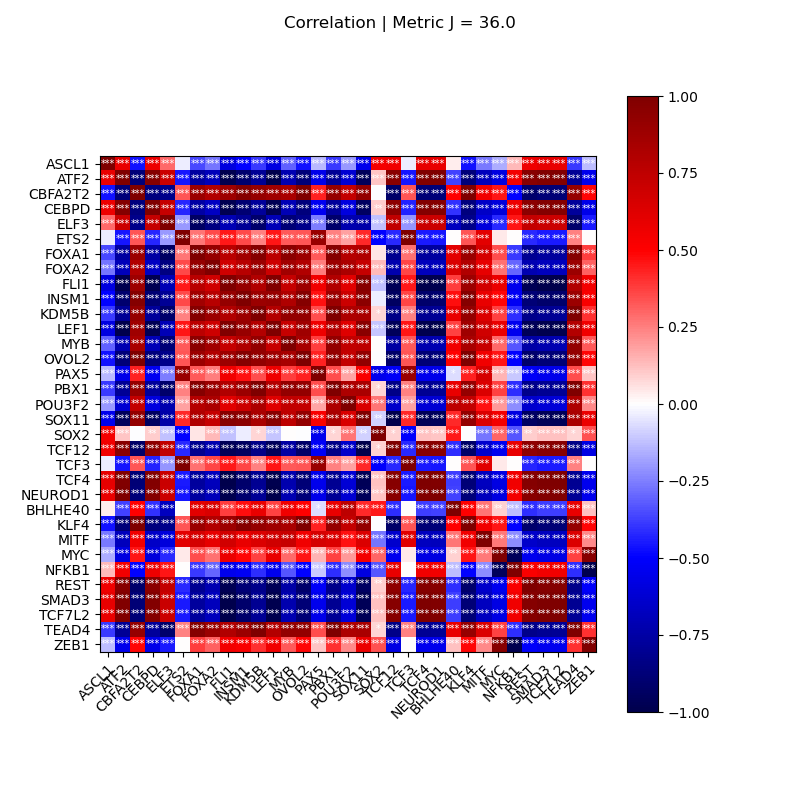 Correlation | Metric J = 36.0
1.00
0.75
0.50
0.25
0.00
−0.25
−0.50
−0.75
−1.00
ASCL1
ATF2
CBFA2T2
CEBPD
ELF3
ETS2
FOXA1
FOXA2
FLI1
INSM1
KDM5B
LEF1
MYB
OVOL2
PAX5
PBX1
POU3F2
SOX11
SOX2
TCF12
TCF3
TCF4
NEUROD1
BHLHE40
KLF4
MITF
MYC
NFKB1
REST
SMAD3
TCF7L2
TEAD4
ZEB1
ASCL1 ATF2 CBFA2T2 CEBPD ELF3 ETS2 FOXA1 FOXA2 FLI1 INSM1 KDM5B LEF1 MYB OVOL2 PAX5 PBX1 POU3F2 SOX11 SOX2 TCF12 TCF3 TCF4 NEUROD1 BHLHE40 KLF4 MITF MYC NFKB1 REST SMAD3 TCF7L2 TEAD4 ZEB1